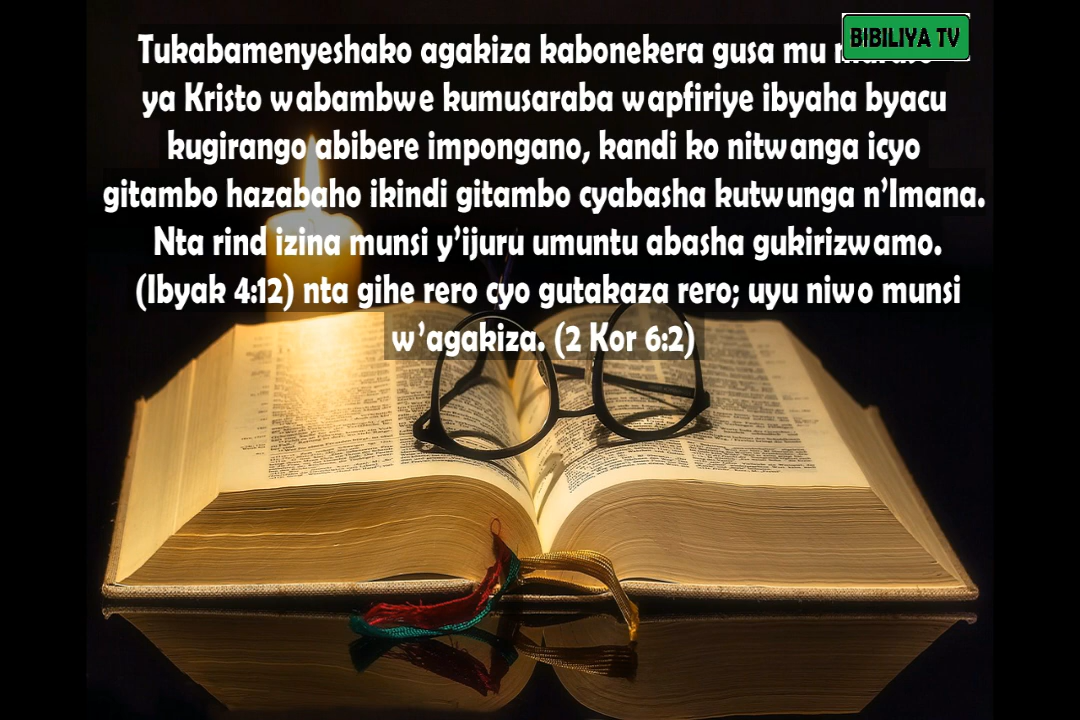 BIBILIYA TV
Tukabamenyeshako agakiza kabonekera gusa mu
ya Kristo wabambwe kumusaraba wapfiriye ibyaha byacu
kugirango abibere impongano, kandi ko nitwanga icyo
gitambo hazabaho ikindi gitambo cyabasha kutwunga n'Imana.
Nta rind izina munsi y'ijuru umuntu abasha gukirizwamo.
(Ibyak 4:12) nta gihe rero cyo gutakaza rero; uyu niwo munsi
w'agakiza. (2 Kor 6:2)